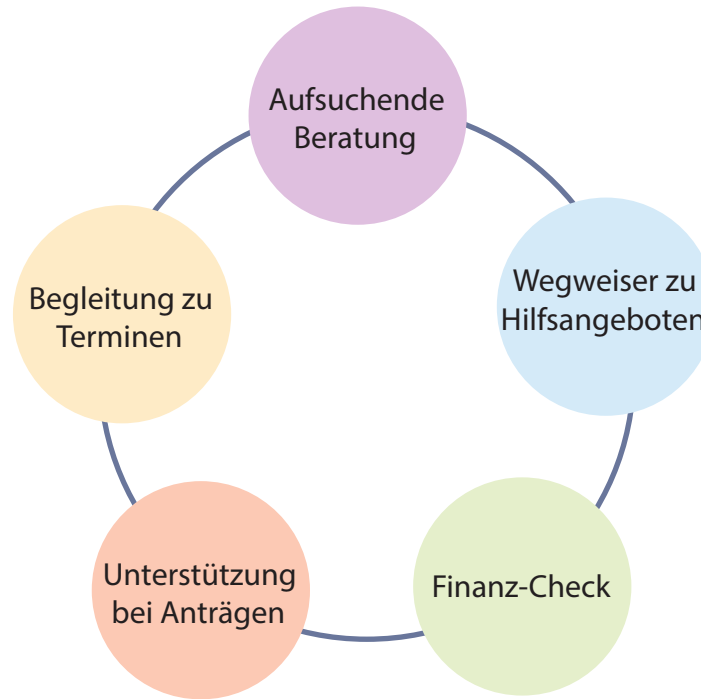 Aufsuchende
Beratung
Wegweiser zu
Hilfsangeboten
Finanz-Check
Unterstützung
bei Anträgen
Begleitung zu
Terminen